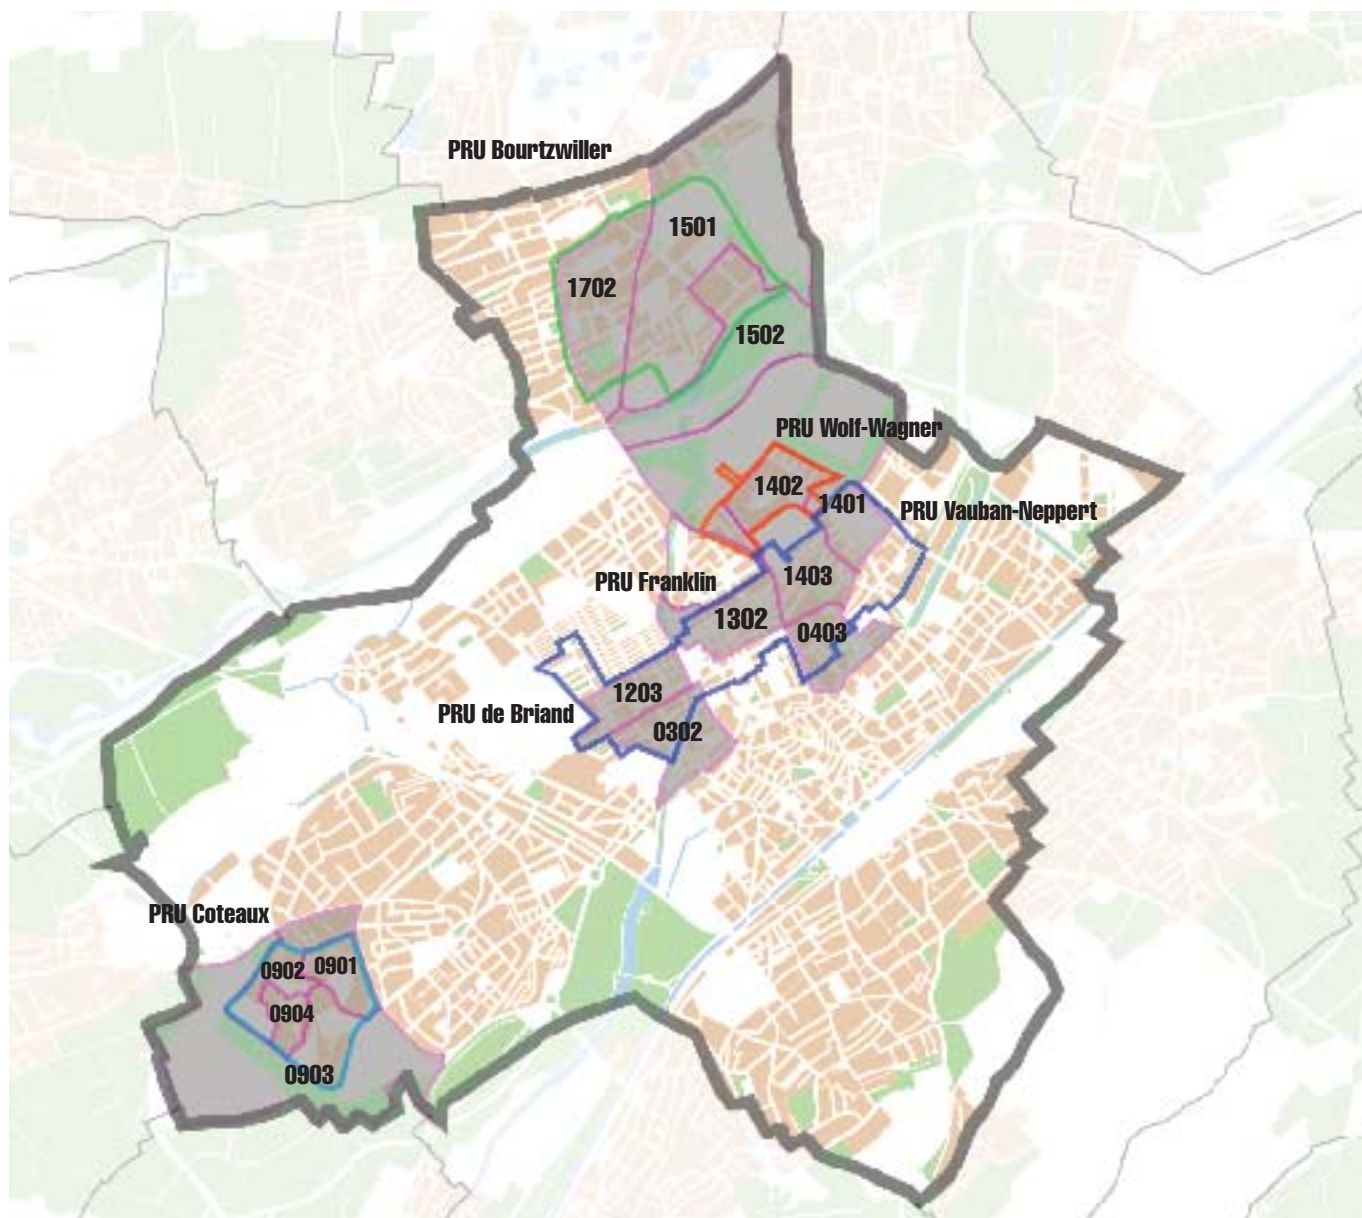 PRU Bourtzwiller
1501
1702
1502
PRU Wolf-Wagner
1402
1401
PRU Vauban-Neppert
PRU Franklin
1403
1302
0403
1203
PRU de Briand
0302
PRU Coteaux
0902
0901
0904
0903